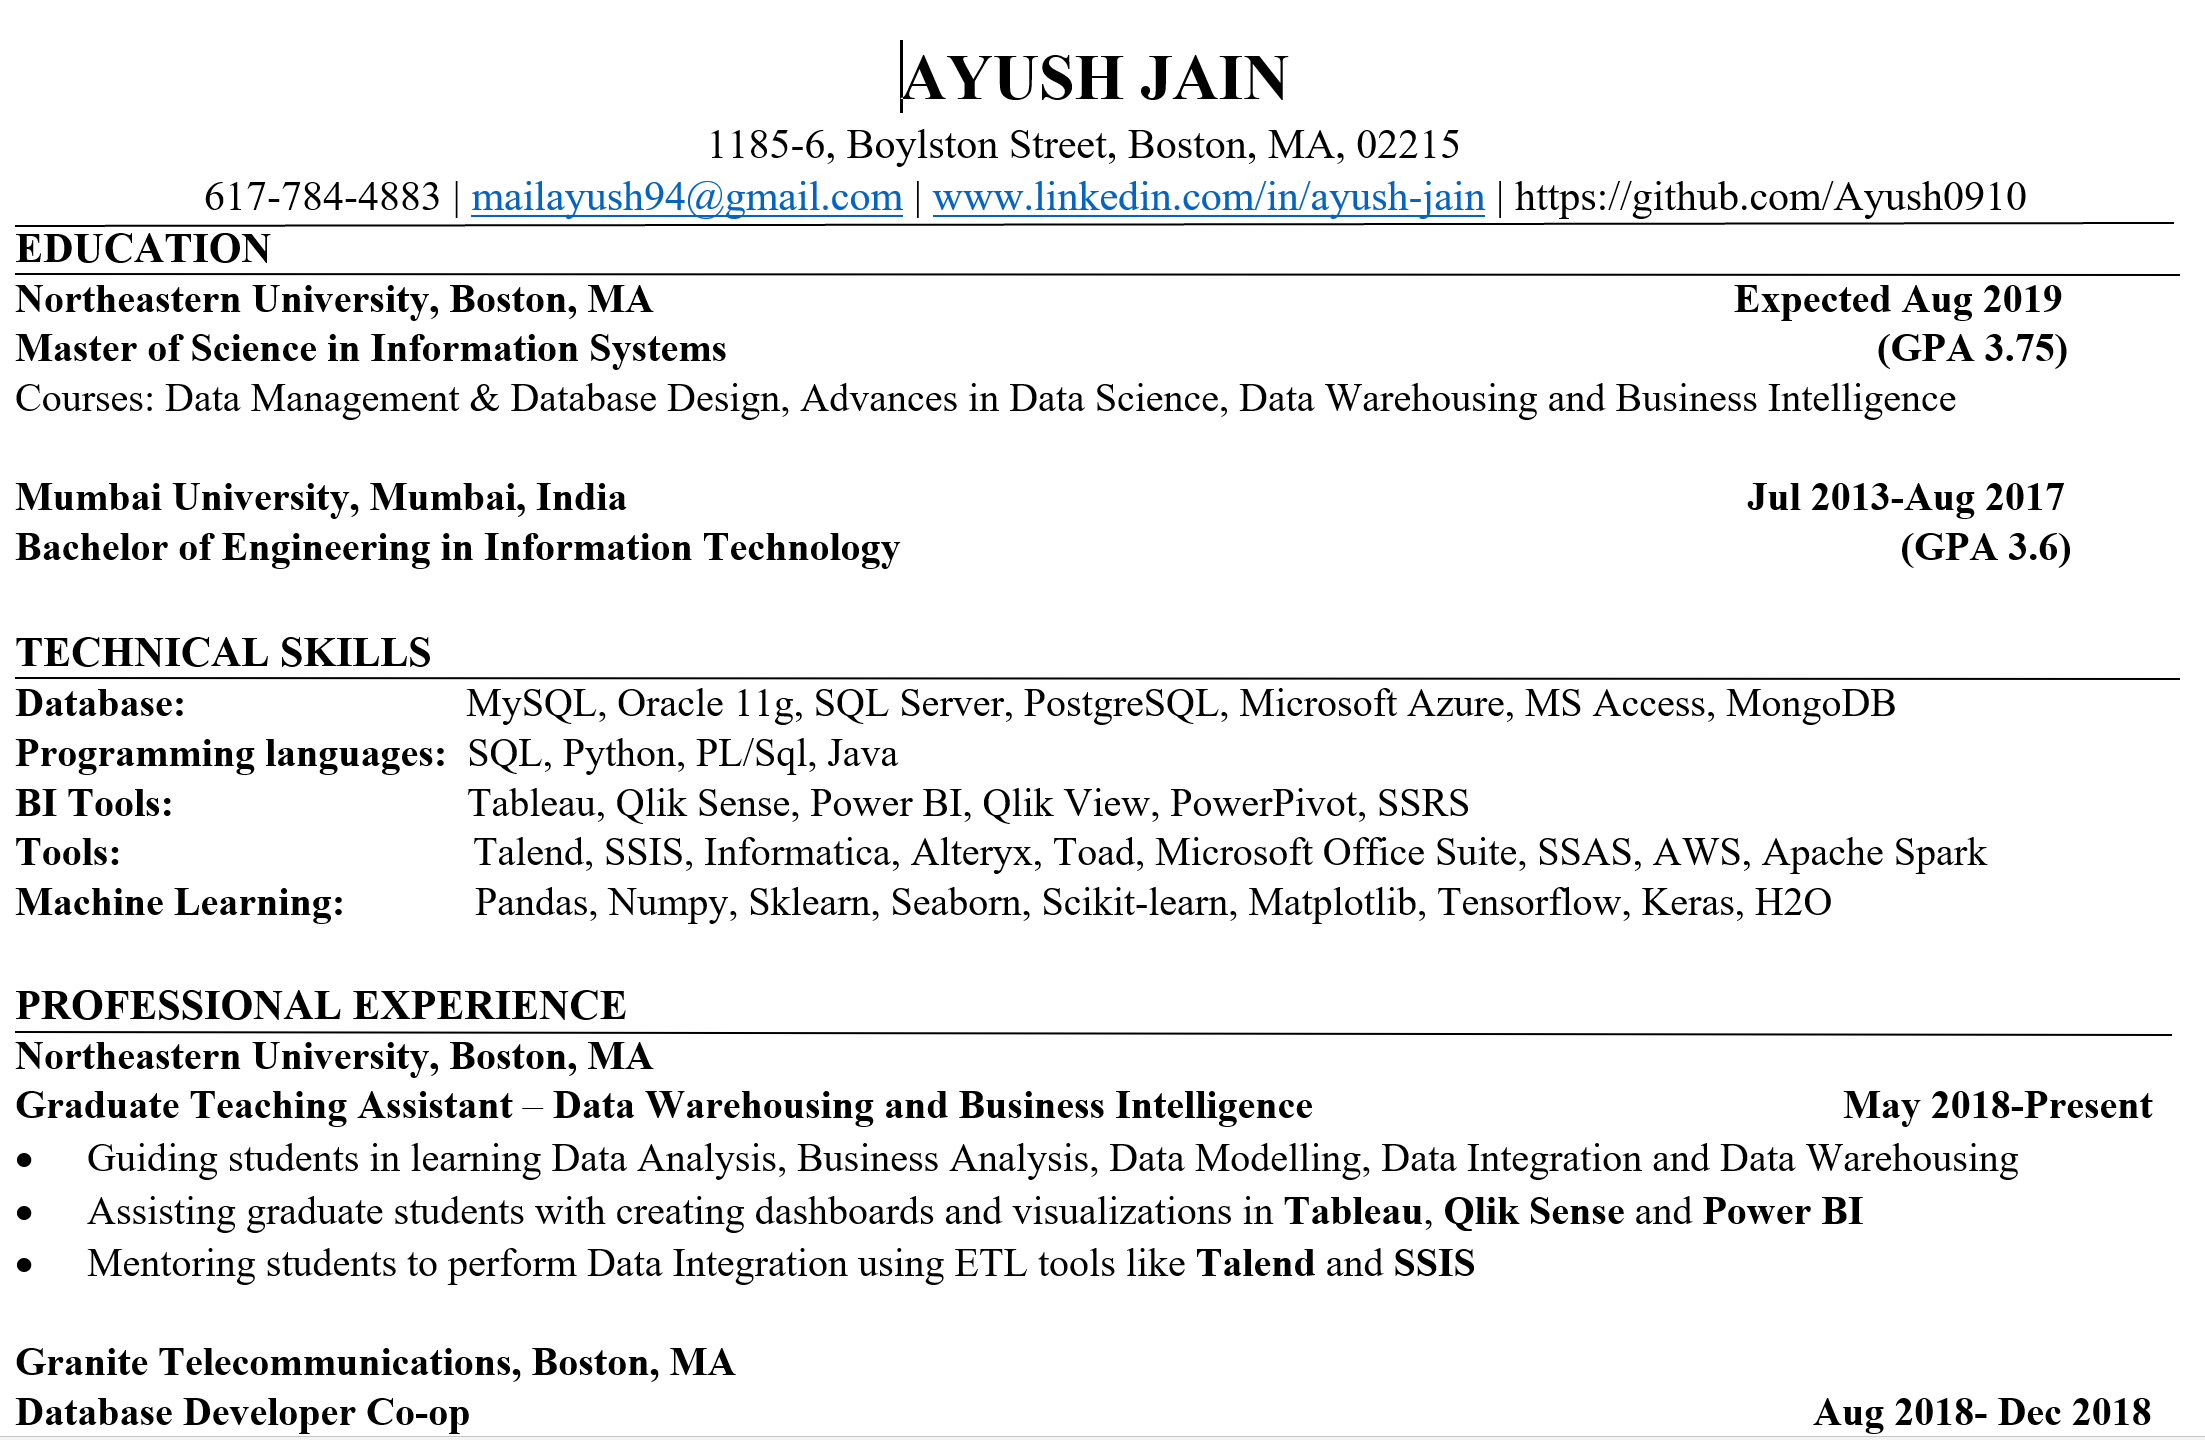 AYUSH JAIN
1185-6, Boylston Street, Boston, MA, 02215
617-784-4883 | mailayush94@gmail.com | www.linkedin.com/in/ayush-jain | https://github.com/Ayush0910
EDUCATION
Northeastern University, Boston, MA Expected Aug 2019
Master of Science in Information Systems (GPA 3.75)
Courses: Data Management & Database Design, Advances in Data Science, Data Warehousing and Business Intelligence
Mumbai University, Mumbai, India Jul 2013-Aug 2017
Bachelor of Engineering in Information Technology (GPA 3.6)
TECHNICAL SKILLS
Database: MySQL, Oracle 11g, SQL Server, PostgreSQL, Microsoft Azure, MS Access, MongoDB
Programming languages: SQL, Python, PL/Sql, Java
BI Tools: Tableau, Qlik Sense, Power BI, Qlik View, PowerPivot, SSRS
Tools: Talend, SSIS, Informatica, Alteryx, Toad, Microsoft Office Suite, SSAS, AWS, Apache Spark
Machine Learning: Pandas, Numpy, Sklearn, Seaborn, Scikit-learn, Matplotlib, Tensorflow, Keras, H2O
PROFESSIONAL EXPERIENCE
Northeastern University, Boston, MA
Graduate Teaching Assistant – Data Warehousing and Business Intelligence May 2018-Present
• Guiding students in learning Data Analysis, Business Analysis, Data Modelling, Data Integration and Data Warehousing
• Assisting graduate students with creating dashboards and visualizations in Tableau, Qlik Sense and Power BI
• Mentoring students to perform Data Integration using ETL tools like Talend and SSIS
Granite Telecommunications, Boston, MA
Database Developer Co-op Aug 2018- Dec 2018